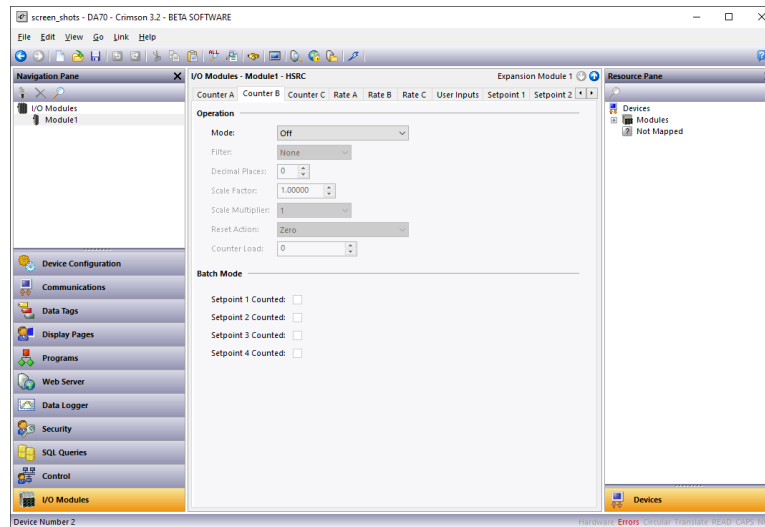 screen_shots - DA70 - Crimson 3.2 - BETA SOFTWARE
File Edit View Go Link Help
Navigation Pane
I/O Modules
Module1
Device Configuration
Communications
Data Tags
Display Pages
Programs
Web Server
Data Logger
Security
SQL Queries
Control
I/O Modules
I/O Modules - Module1 - HSRC Expansion Module 1
Counter A Counter B Counter C Rate A Rate B Rate C User Inputs Setpoint 1 Setpoint 2
Operation
Mode: Off
Filter: None
Decimal Places: 0
Scale Factor: 1.00000
Scale Multiplier: 1
Reset Action: Zero
Counter Load: 0
Batch Mode
Setpoint 1 Counted:
Setpoint 2 Counted:
Setpoint 3 Counted:
Setpoint 4 Counted:
Resource Pane
Devices
Modules
Not Mapped
Devices
Device Number 2
Hardware Errors Circular Translate READ CAPS